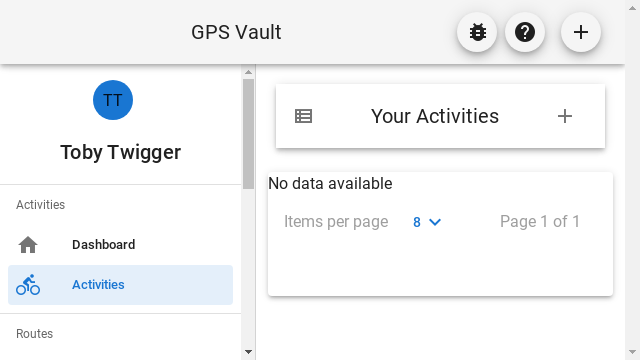 GPS Vault
TT
Toby Twigger
Activities
Dashboard
Activities
Routes
Your Activities
No data available
Items per page 8 Page 1 of 1